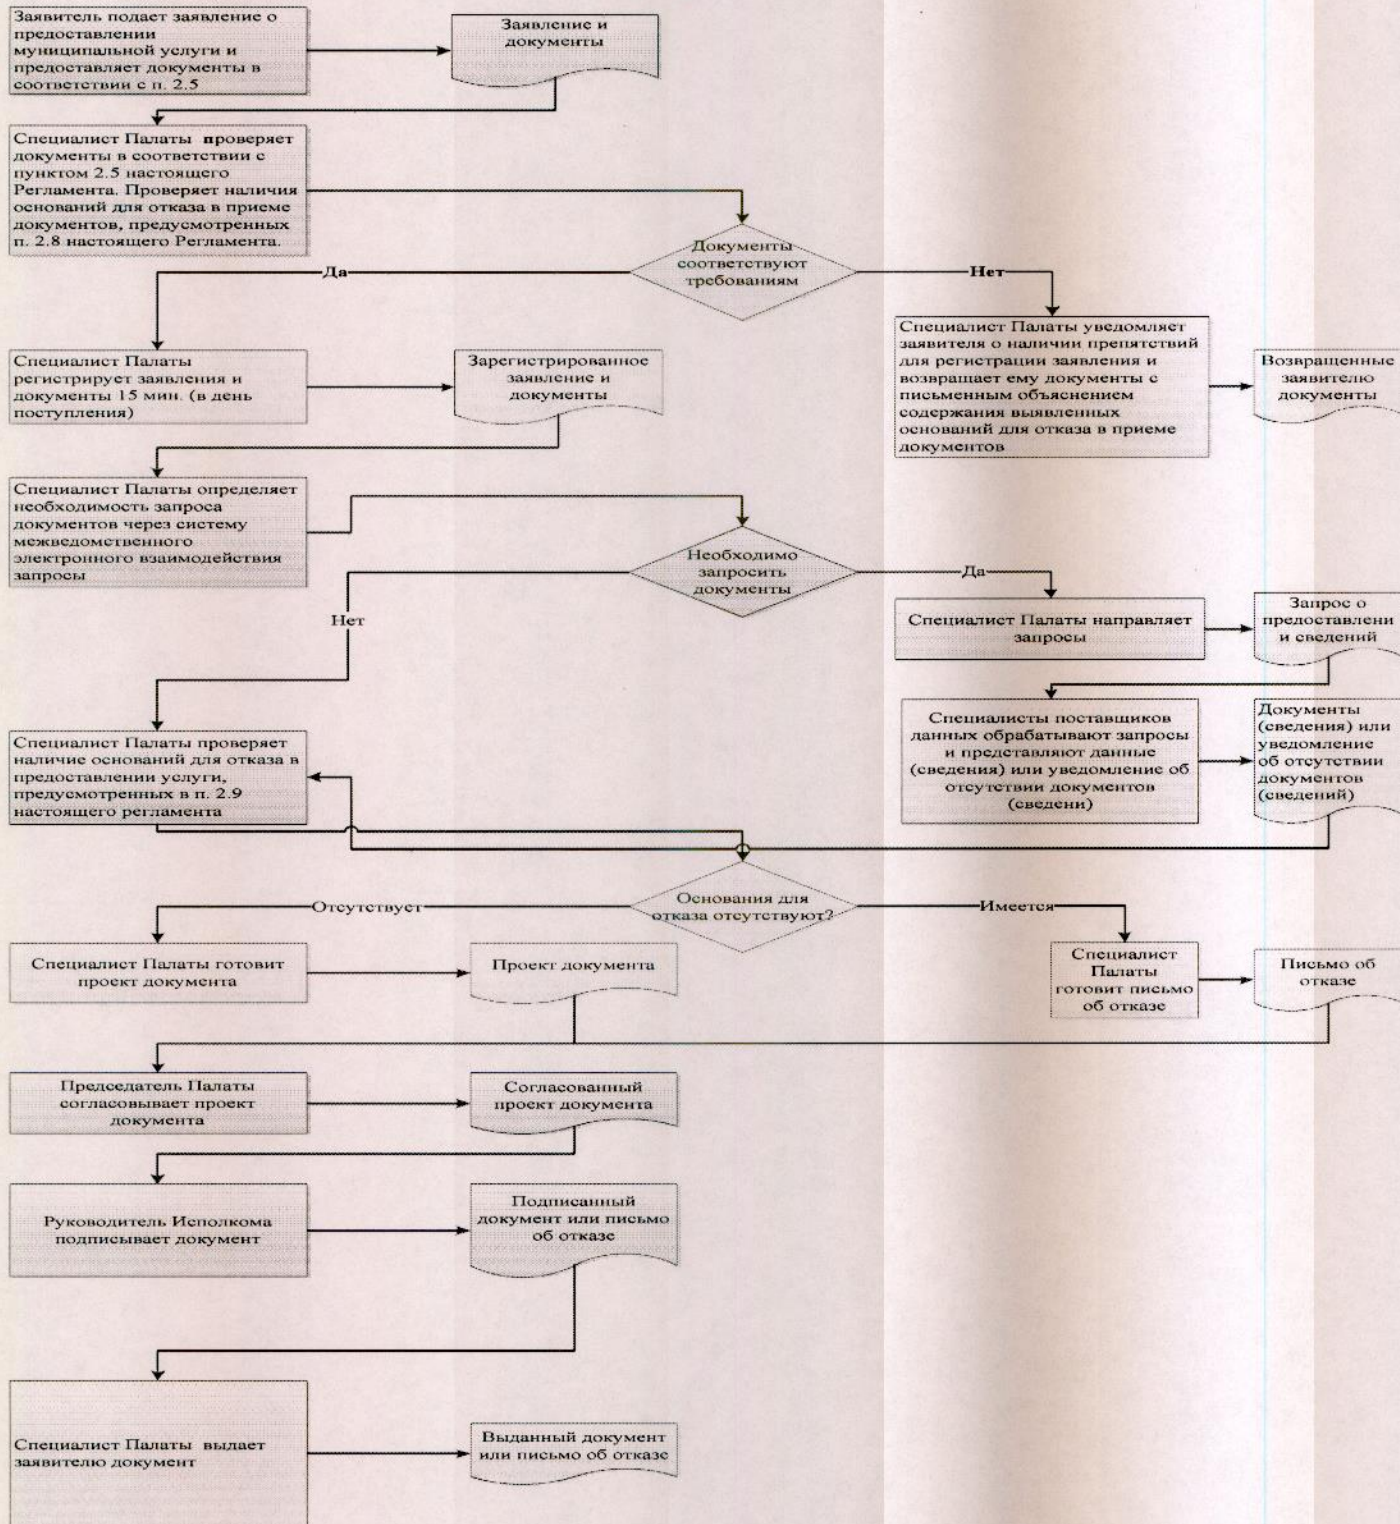 Заявитель подает заявление о
предоставлении
муниципальной услуги и
предоставляет документы в
соответствии с п. 2.5
Заявление и
документы
Специалист Палаты проверяет
документы в соответствии с
пунктом 2.5 настоящего
Регламента. Проверяет наличия
оснований для отказа в приеме
документов, предусмотренных
п. 2.8 настоящего Регламента.
Документы
соответствуют
требованиям
Да
Нет
Специалист Палаты
регистрирует заявления и
документы 15 мин. (в день
поступления)
Зарегистрированное
заявление и
документы
Специалист Палаты уведомляет
заявителя о наличии препятствий
для регистрации заявления и
возвращает ему документы с
письменным объяснением
содержания выявленных
оснований для отказа в приеме
документов
Возвращенные
заявителю
документы
Специалист Палаты определяет
необходимость запроса
документов через систему
межведомственного
электронного взаимодействия
запросы
Необходимо
запросить
документы
Да
Нет
Специалист Палаты направляет
запросы
Запрос о
предоставлени
и сведений
Специалисты поставщиков
данных обрабатывают запросы
и представляют данные
(сведения) или уведомление об
отсутствии документов
(сведени)
Документы
(сведения) или
уведомление
об отсутствии
документов
(сведений)
Специалист Палаты проверяет
наличие оснований для отказа в
предоставлении услуги,
предусмотренных в п. 2.9
настоящего регламента
Основания для
отказа отсутствуют?
Отсутствует
Имеется
Специалист Палаты готовит
проект документа
Проект документа
Специалист
Палаты
готовит письмо
об отказе
Письмо об
отказе
Председатель Палаты
согласовывает проект
документа
Согласованный
проект документа
Руководитель Исполкома
подписывает документ
Подписанный
документ или письмо
об отказе
Специалист Палаты выдает
заявителю документ
Выданный документ
или письмо об отказе